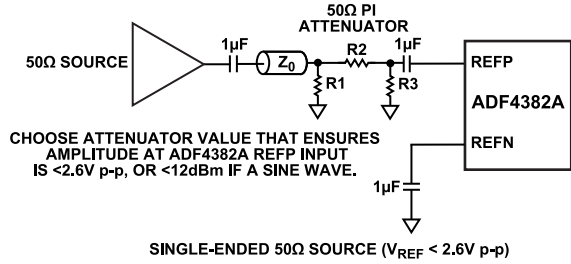 50Ω PI
ATTENUATOR
50Ω SOURCE
1µF
Z0
R1
R2
R3
1µF
REFP
ADF4382A
REFN
1µF
CHOOSE ATTENUATOR VALUE THAT ENSURES
AMPLITUDE AT ADF4382A REFP INPUT
IS <2.6V p-p, OR <12dBm IF A SINE WAVE.
SINGLE-ENDED 50Ω SOURCE (VREF < 2.6V p-p)